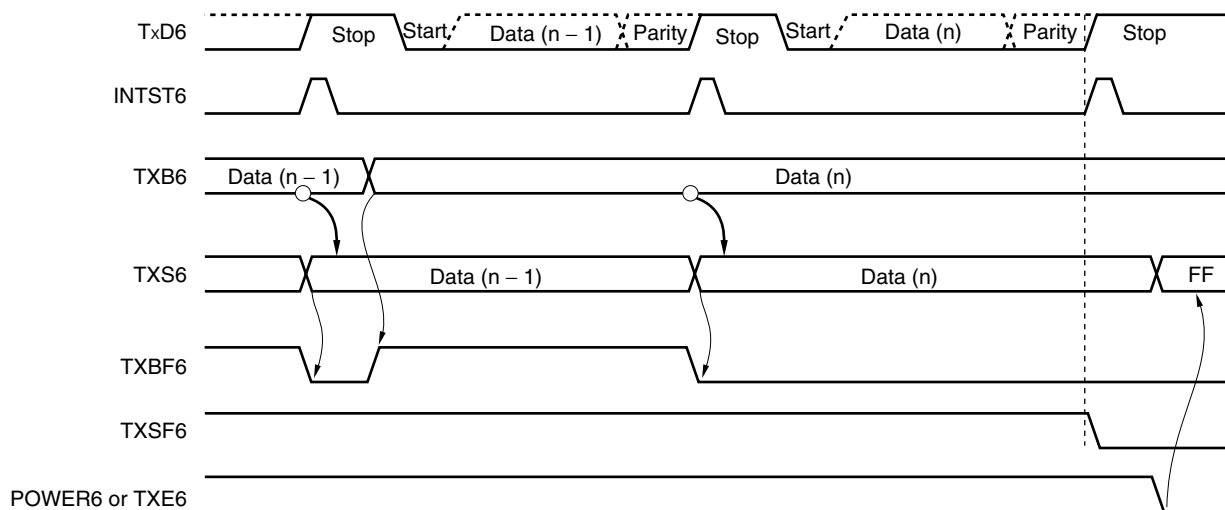 TxD6 Stop Start Data (n − 1) Parity Stop Start Data (n) Parity Stop
INTST6
TXB6 Data (n − 1) Data (n)
TXS6 Data (n − 1) Data (n) FF
TXBF6
TXSF6
POWER6 or TXE6